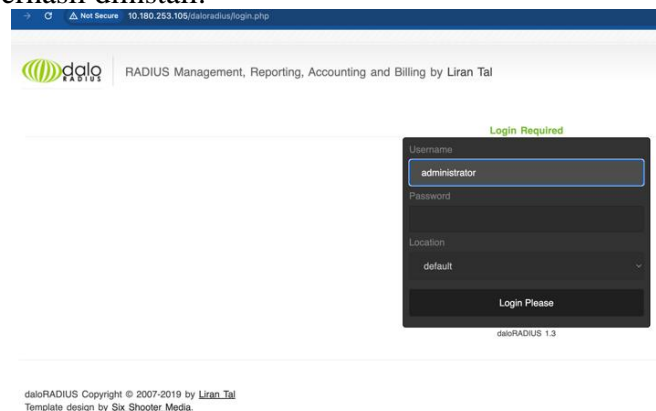 Not Secure 10.180.253.105/daloradius/login.php
dalo
RADIUS
RADIUS Management, Reporting, Accounting and Billing by Liran Tal
Login Required
Username
administrator
Password
Location
default
Login Please
daloRADIUS 1.3
daloRADIUS Copyright © 2007-2019 by Liran Tal
Template design by Six Shooter Media.